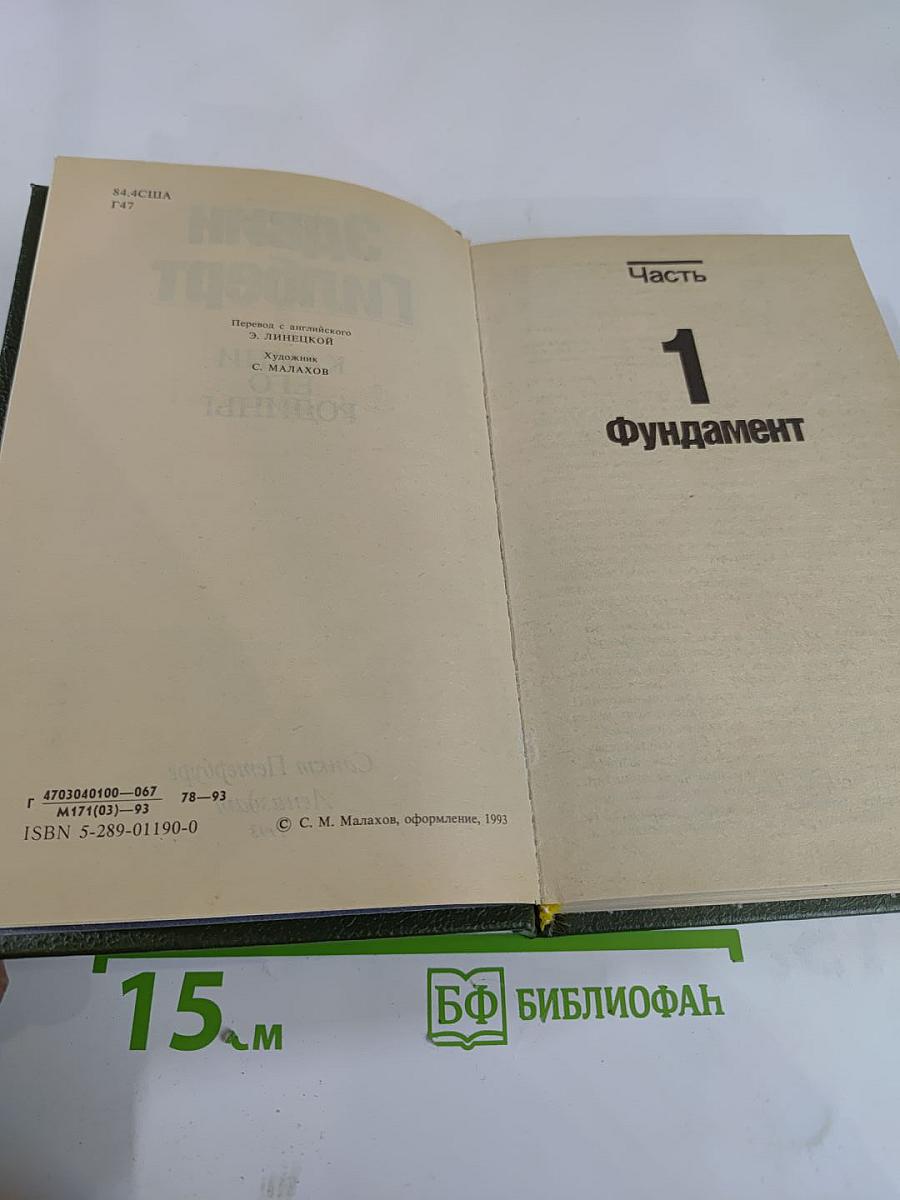 84.4США
Г47
Перевод с английского
Э. ЛИНЕЦКОЙ
Художник
С. МАЛАХОВ
Г 4703040100—067
М171(03)—93
78—93
ISBN 5-289-01190-0
© С. М. Малахов, оформление, 1993
Часть
1
Фундамент
15 см
БФ БИБЛИОФАН